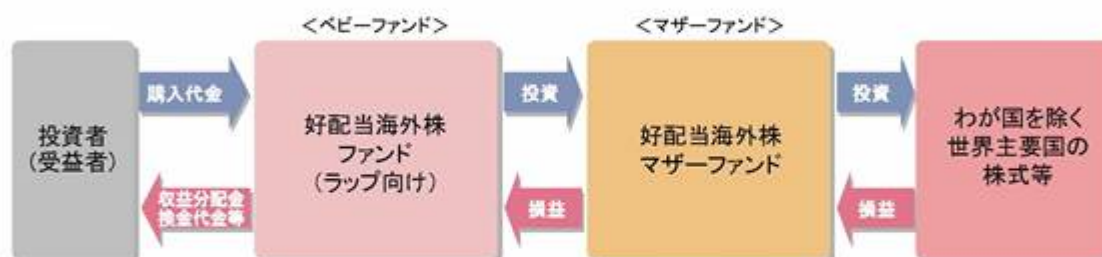 ＜ベビーファンド＞
＜マザーファンド＞
投資者
(受益者)
購入代金
収益分配金
換金代金等
好配当海外株
ファンド
(ラップ向け)
投資
損益
好配当海外株
マザーファンド
投資
損益
わが国を除く
世界主要国の
株式等